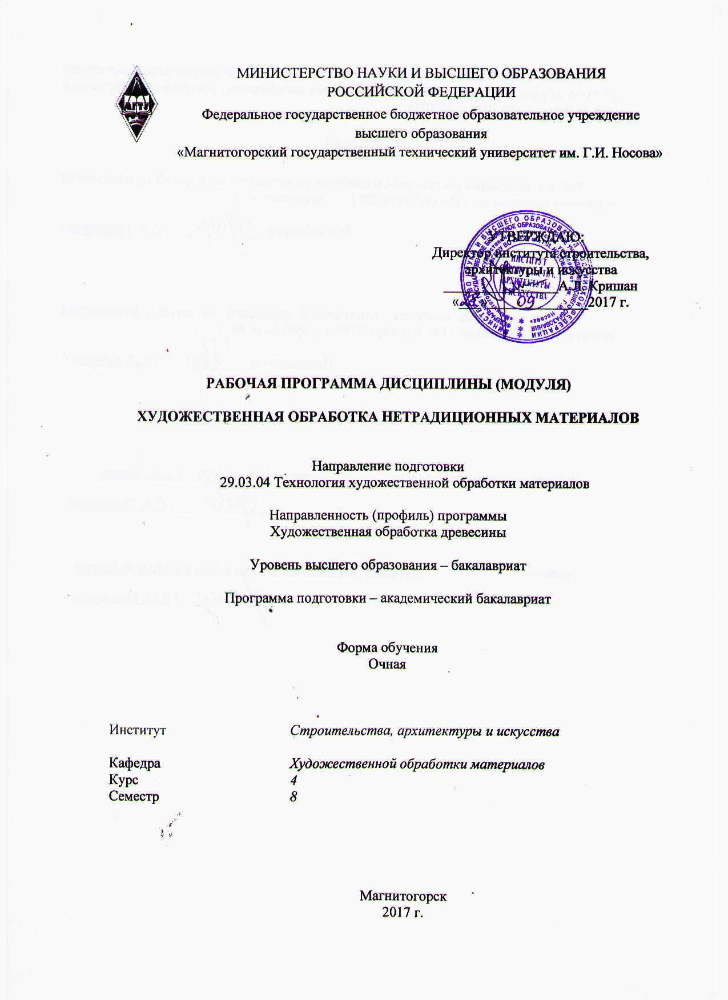 МИНИСТЕРСТВО НАУКИ И ВЫСШЕГО ОБРАЗОВАНИЯ
РОССИЙСКОЙ ФЕДЕРАЦИИ
Федеральное государственное бюджетное образовательное учреждение
высшего образования
«Магнитогорский государственный технический университет им. Г.И. Носова»
УТВЕРЖДАЮ:
Директор института строительства,
архитектуры и искусства
А.Л. Кришан
« » 09 2017 г.
РАБОЧАЯ ПРОГРАММА ДИСЦИПЛИНЫ (МОДУЛЯ)
ХУДОЖЕСТВЕННАЯ ОБРАБОТКА НЕТРАДИЦИОННЫХ МАТЕРИАЛОВ
Направление подготовки
29.03.04 Технология художественной обработки материалов
Направленность (профиль) программы
Художественная обработка древесины
Уровень высшего образования – бакалавриат
Программа подготовки – академический бакалавриат
Форма обучения
Очная
Институт Строительства, архитектуры и искусства
Кафедра Художественной обработки материалов
Курс 4
Семестр 8
Магнитогорск
2017 г.